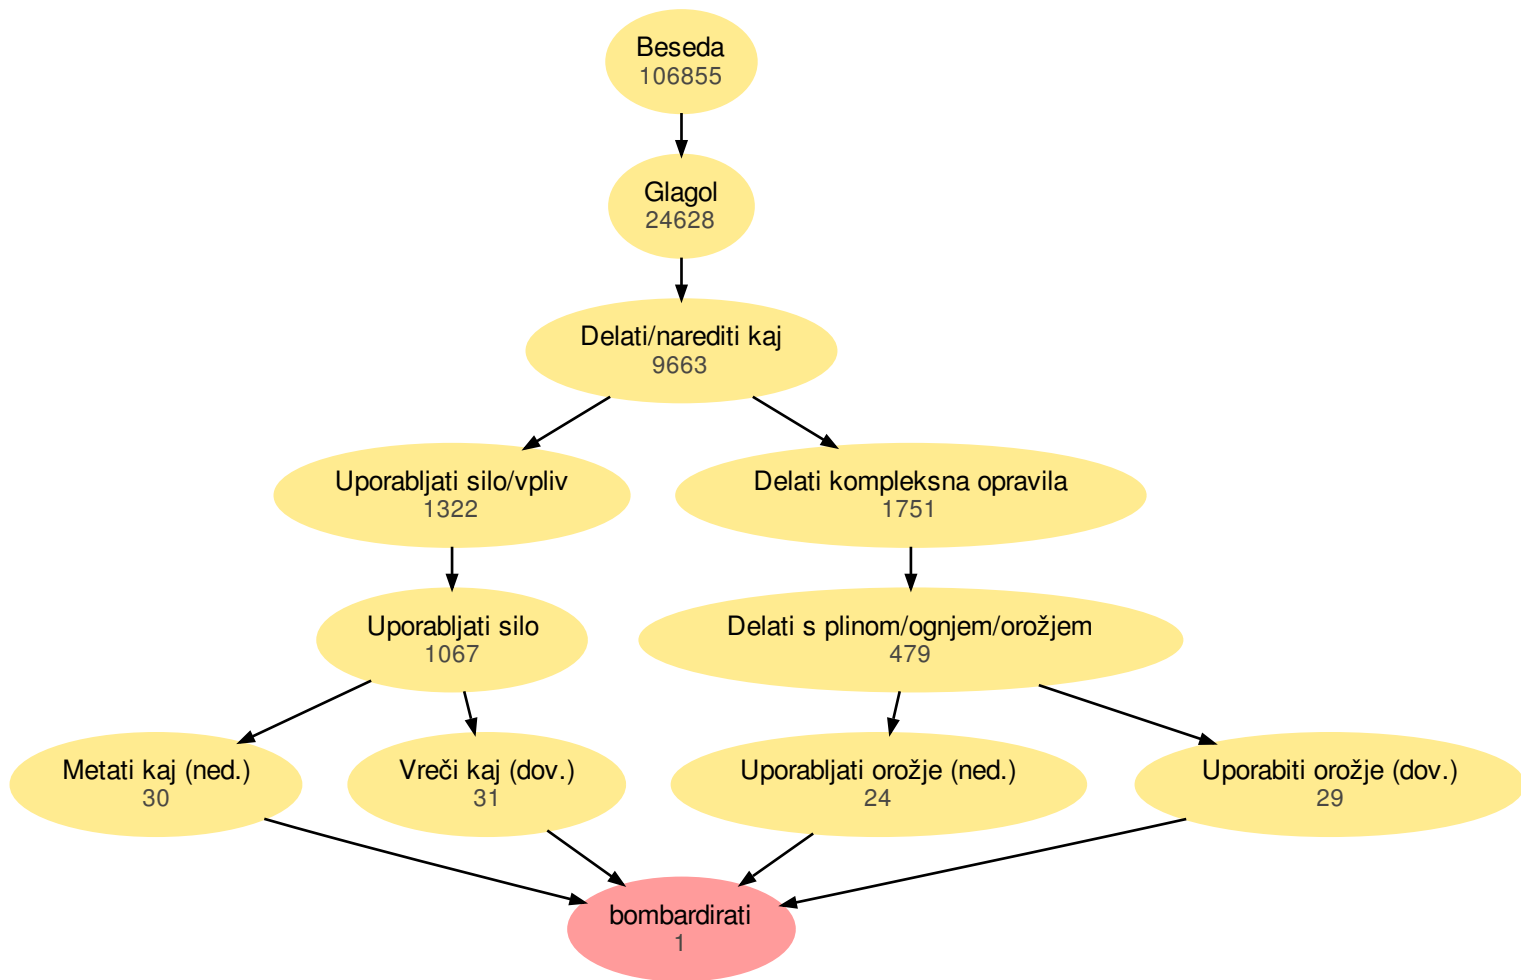 Beseda
106855
Glagol
24628
Delati/narediti kaj
9663
Uporabljati silo/vpliv
1322
Delati kompleksna opravila
1751
Uporabljati silo
1067
Delati s plinom/ognjem/orožjem
479
Metati kaj (ned.)
30
Vreči kaj (dov.)
31
Uporabljati orožje (ned.)
24
Uporabiti orožje (dov.)
29
bombardirati
1